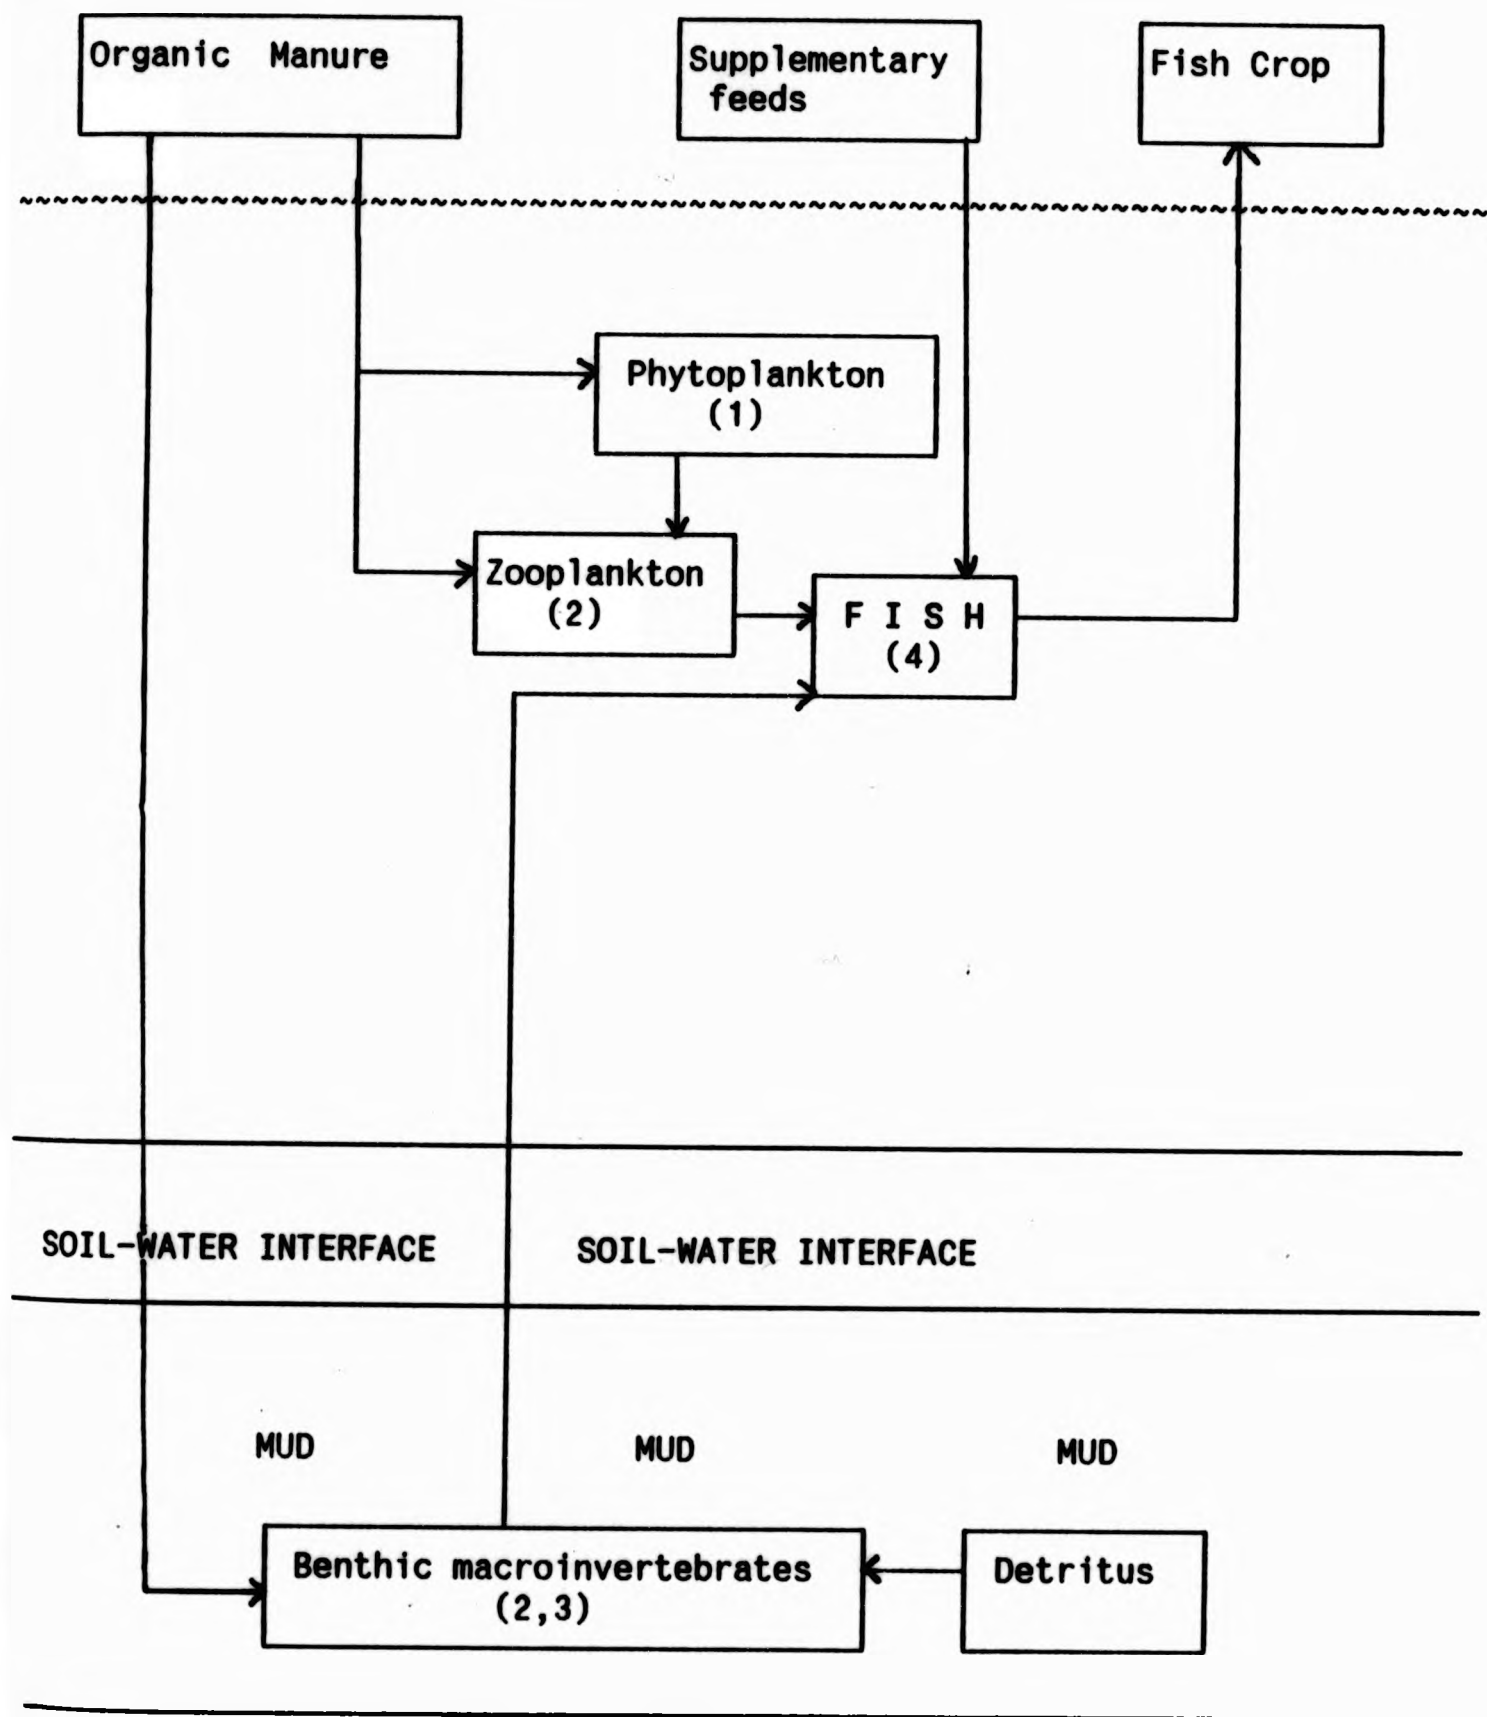 Organic Manure
Supplementary
feeds
Fish Crop
Phytoplankton
(1)
Zooplankton
(2)
F I S H
(4)
SOIL-WATER INTERFACE
SOIL-WATER INTERFACE
MUD
MUD
MUD
Benthic macroinvertebrates
(2,3)
Detritus